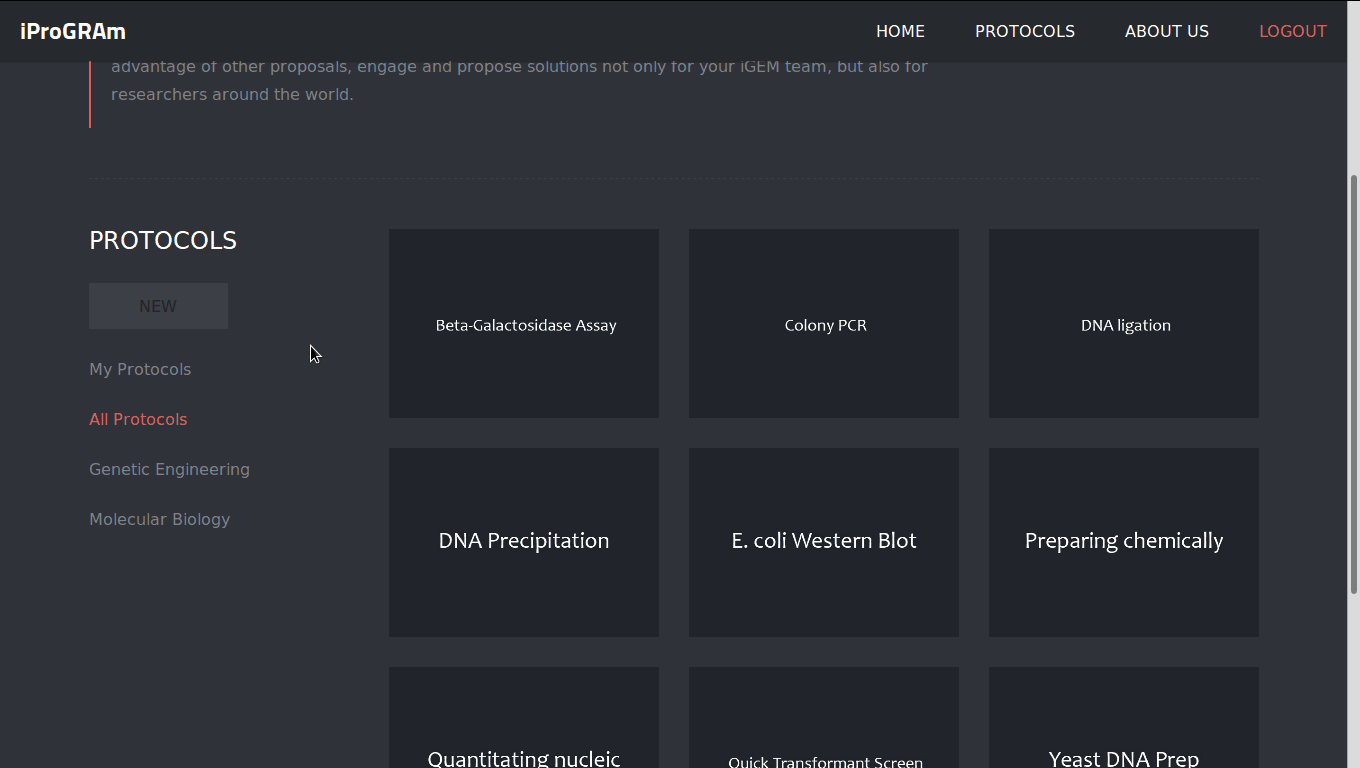 iProGRAm
HOME PROTOCOLS ABOUT US LOGOUT
advantage of other proposals, engage and propose solutions not only for your iGEM team, but also for
researchers around the world.
PROTOCOLS
NEW
My Protocols
All Protocols
Genetic Engineering
Molecular Biology
Beta-Galactosidase Assay
Colony PCR
DNA ligation
DNA Precipitation
E. coli Western Blot
Preparing chemically
Quantitating nucleic
Quick Transformant Screen
Yeast DNA Prep